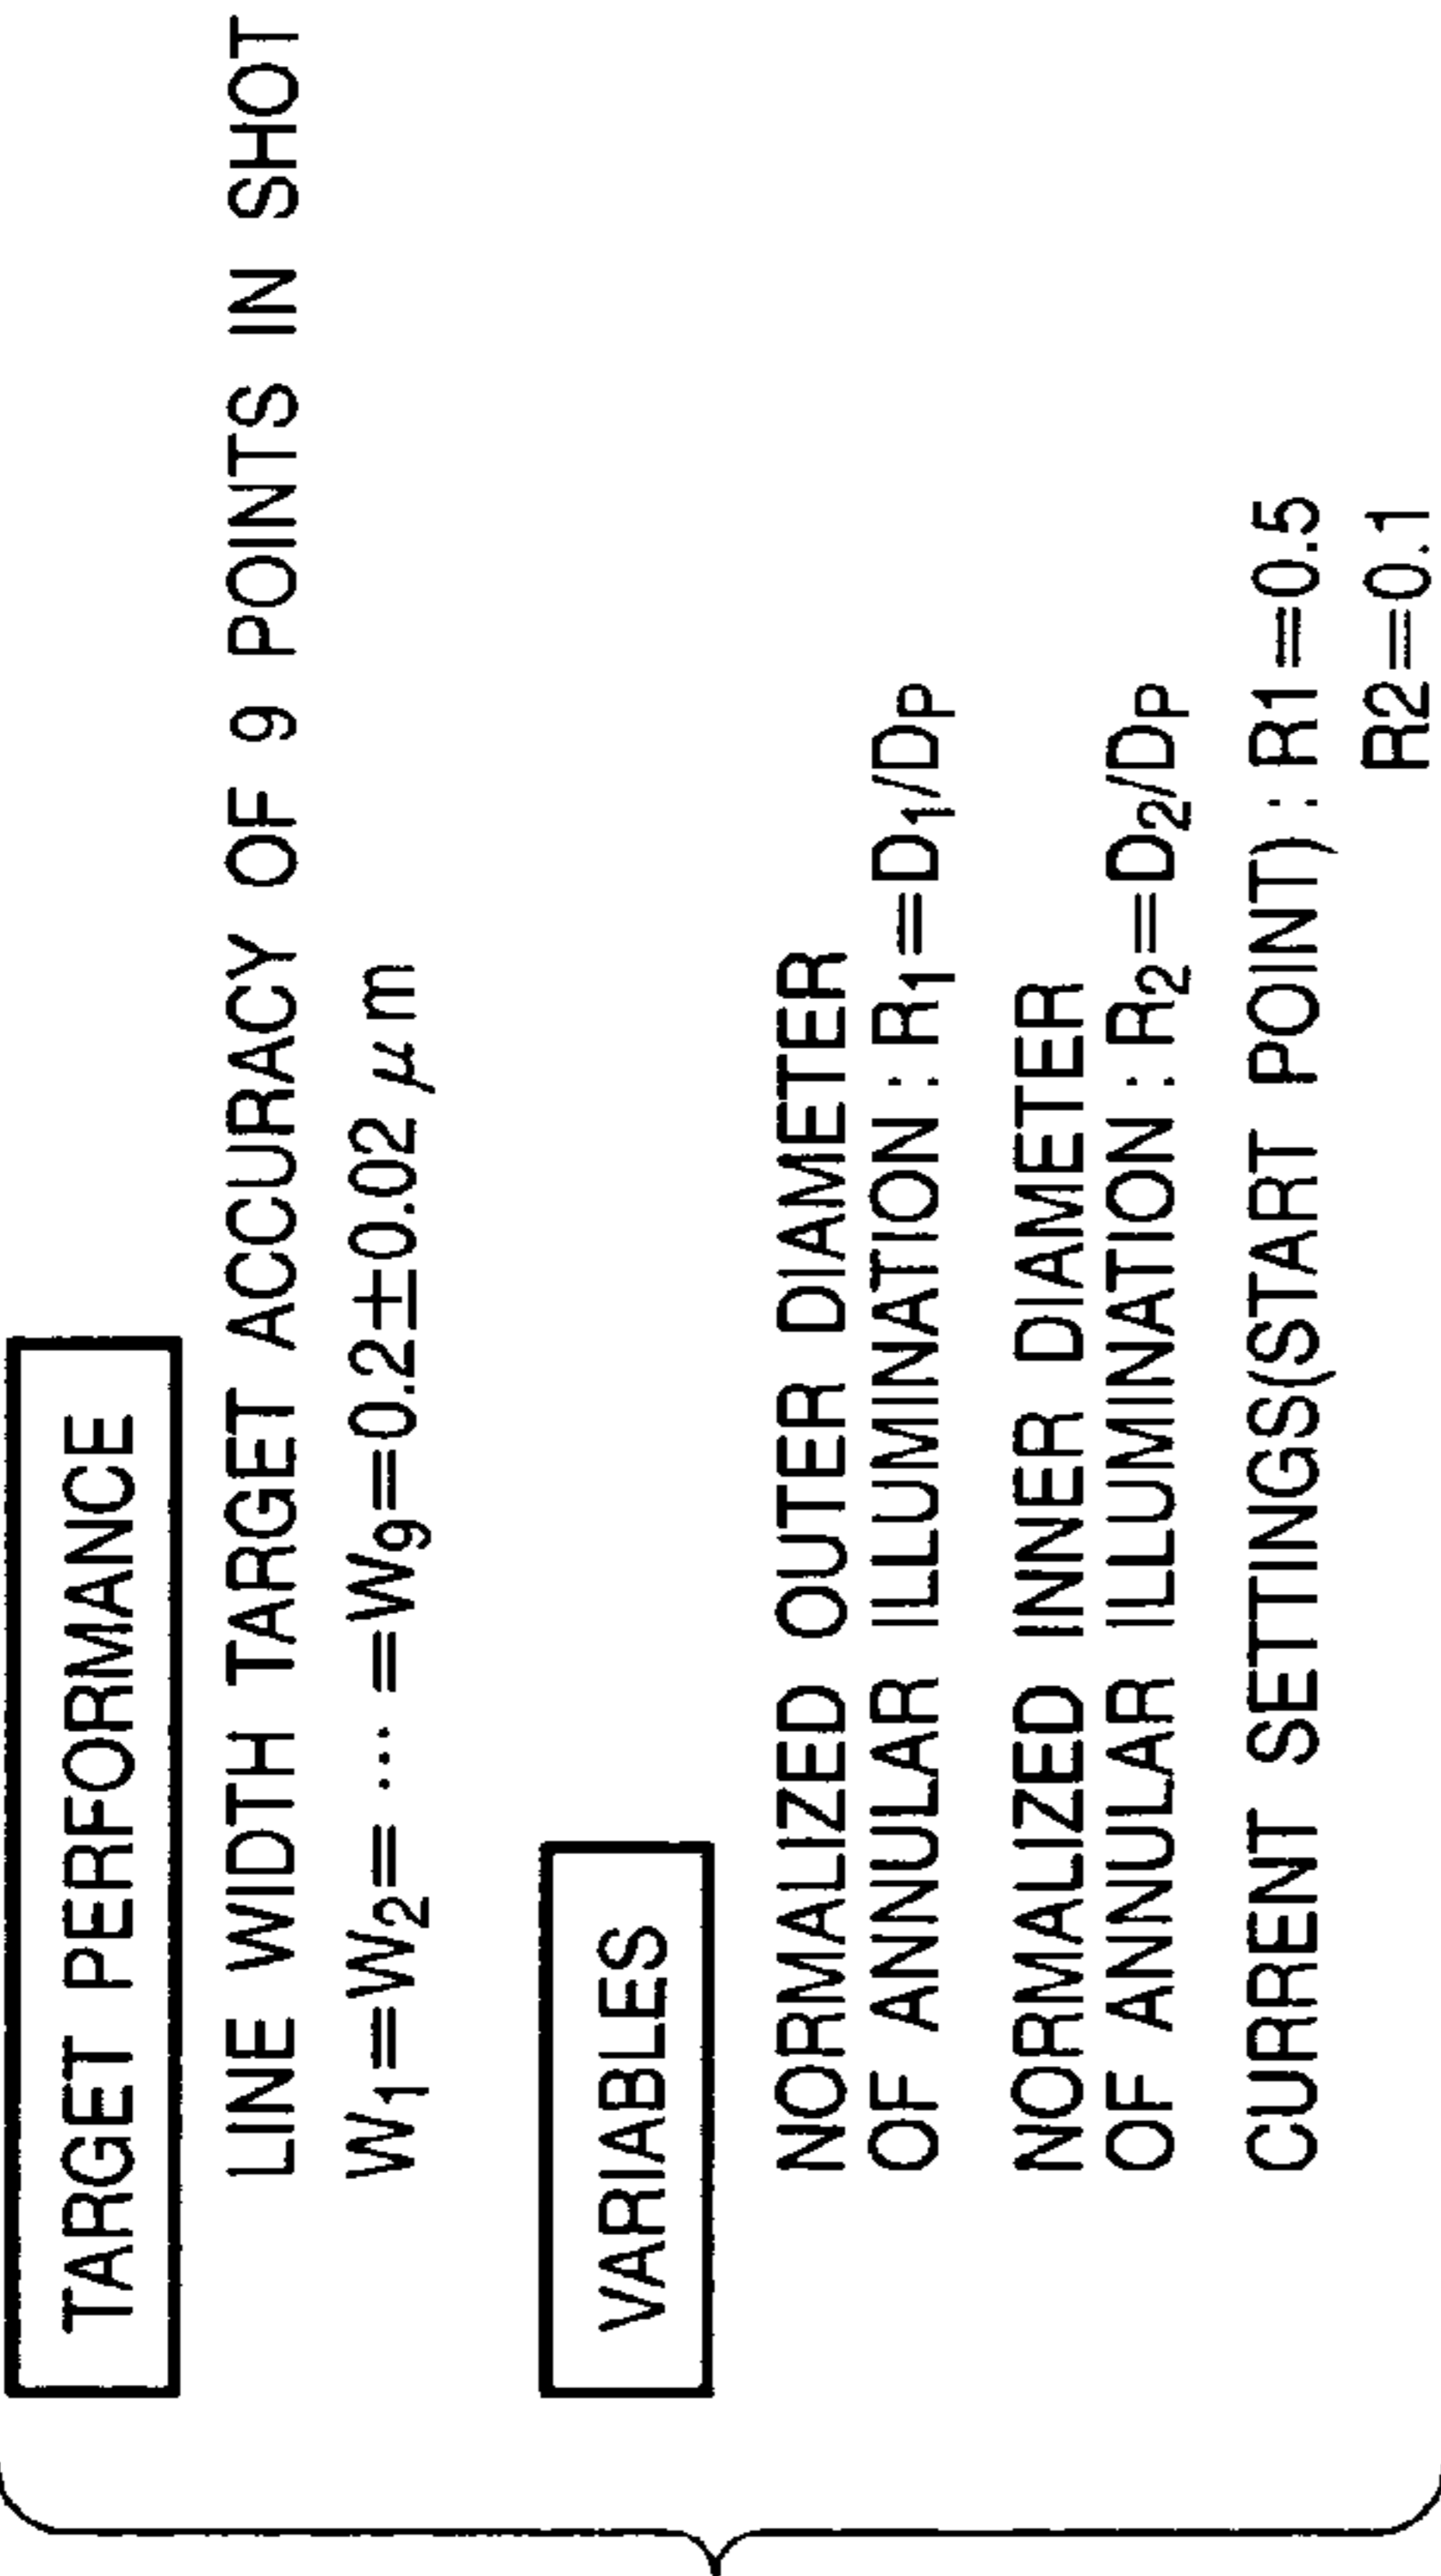 TARGET PERFORMANCE
LINE WIDTH TARGET ACCURACY OF 9 POINTS IN SHOT
W₁=W₂= ··· =W₉=0.2±0.02 μm
VARIABLES
NORMALIZED OUTER DIAMETER
OF ANNULAR ILLUMINATION : R₁=D₁/Dₚ
NORMALIZED INNER DIAMETER
OF ANNULAR ILLUMINATION : R₂=D₂/Dₚ
CURRENT SETTINGS(START POINT) : R1=0.5
R2=0.1